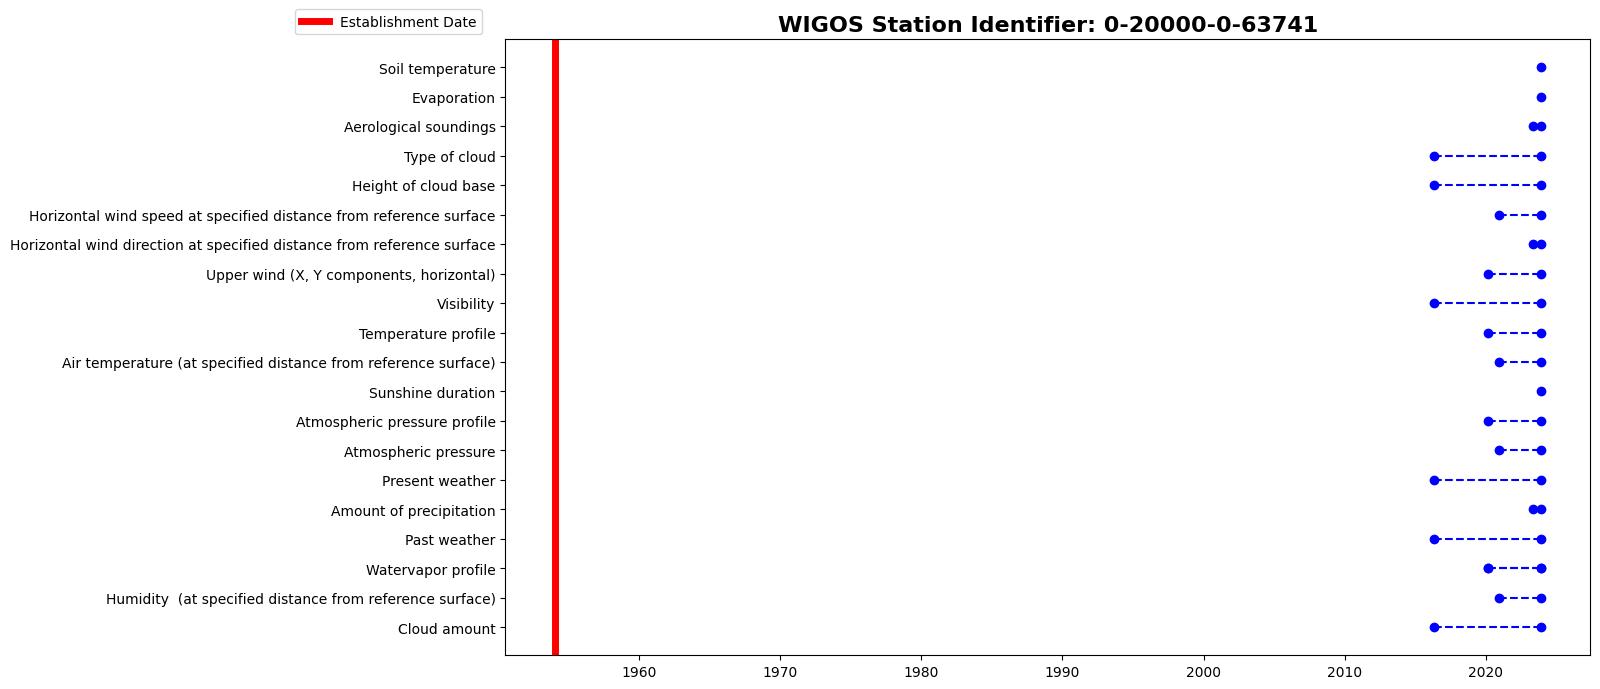 Establishment Date
WIGOS Station Identifier: 0-20000-0-63741
Soil temperature
Evaporation
Aerological soundings
Type of cloud
Height of cloud base
Horizontal wind speed at specified distance from reference surface
Horizontal wind direction at specified distance from reference surface
Upper wind (X, Y components, horizontal)
Visibility
Temperature profile
Air temperature (at specified distance from reference surface)
Sunshine duration
Atmospheric pressure profile
Atmospheric pressure
Present weather
Amount of precipitation
Past weather
Watervapor profile
Humidity  (at specified distance from reference surface)
Cloud amount
1960 1970 1980 1990 2000 2010 2020